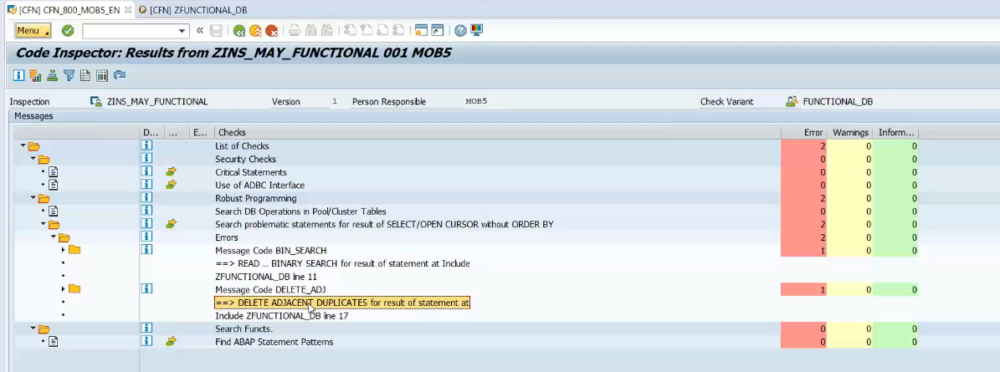 [CFN] CFN_800_MOB5_EN [CFN] ZFUNCTIONAL_DB
Menu
Code Inspector: Results from ZINS_MAY_FUNCTIONAL 001 MOB5
Inspection ZINS_MAY_FUNCTIONAL Version 1 Person Responsible MOB5 Check Variant FUNCTIONAL_DB
Messages
D... ... E... Checks Error Warnings Inform...
List of Checks 2 0 0
Security Checks 0 0 0
Critical Statements 0 0 0
Use of ADBC Interface 0 0 0
Robust Programming 2 0 0
Search DB Operations in Pool/Cluster Tables 0 0 0
Search problematic statements for result of SELECT/OPEN CURSOR without ORDER BY 2 0 0
Errors 2 0 0
Message Code BIN_SEARCH 1 0 0
==> READ .. BINARY SEARCH for result of statement at Include
ZFUNCTIONAL_DB line 11
Message Code DELETE_ADJ 1 0 0
==> DELETE ADJACENT DUPLICATES for result of statement at
Include ZFUNCTIONAL_DB line 17
Search Functs. 0 0 0
Find ABAP Statement Patterns 0 0 0